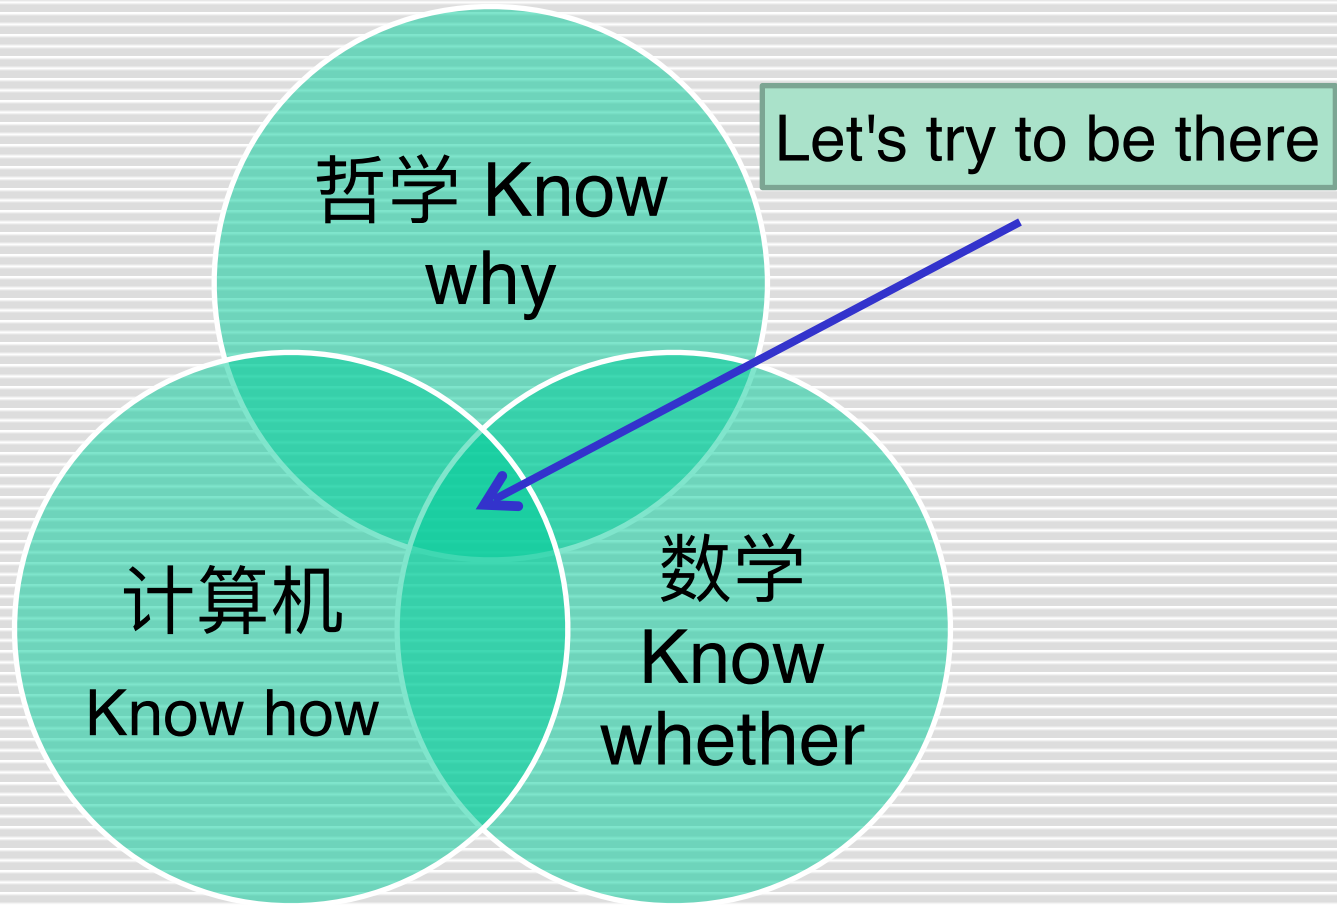 Let's try to be there
哲学 Know
why
计算机
Know how
数学
Know
whether